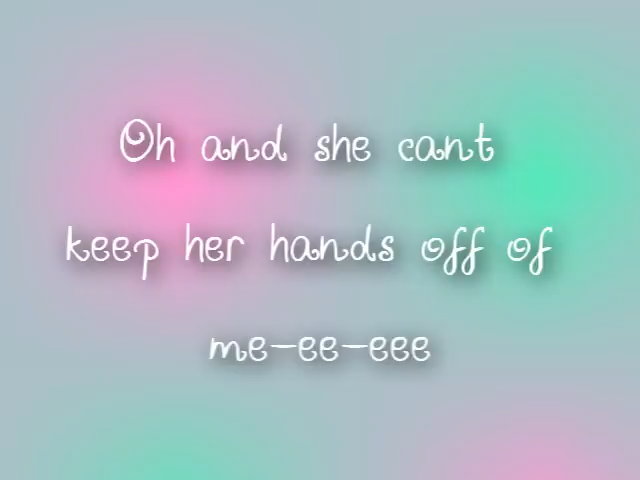 Oh and she cant
keep her hands off of
me-ee-eee